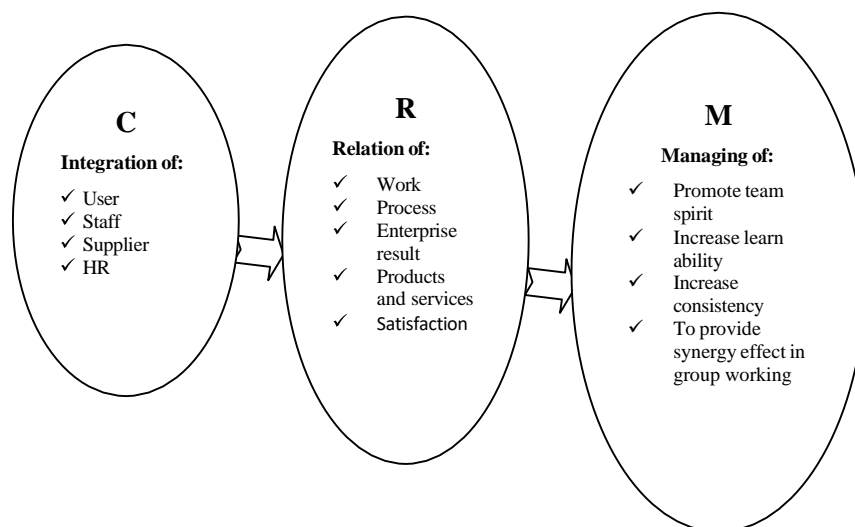 C
Integration of:
✓ User
✓ Staff
✓ Supplier
✓ HR
R
Relation of:
✓ Work
✓ Process
✓ Enterprise
result
✓ Products
and services
✓ Satisfaction
M
Managing of:
✓ Promote team
spirit
✓ Increase learn
ability
✓ Increase
consistency
✓ To provide
synergy effect in
group working